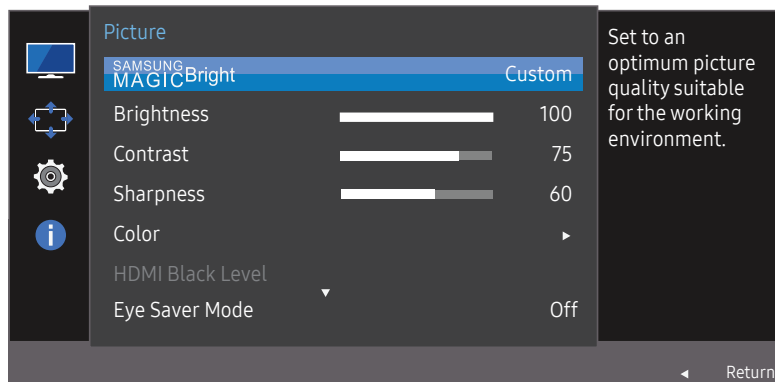 Picture
SAMSUNG
MAGICBright Custom
Brightness 100
Contrast 75
Sharpness 60
Color
HDMI Black Level
Eye Saver Mode Off
Set to an
optimum picture
quality suitable
for the working
environment.
Return